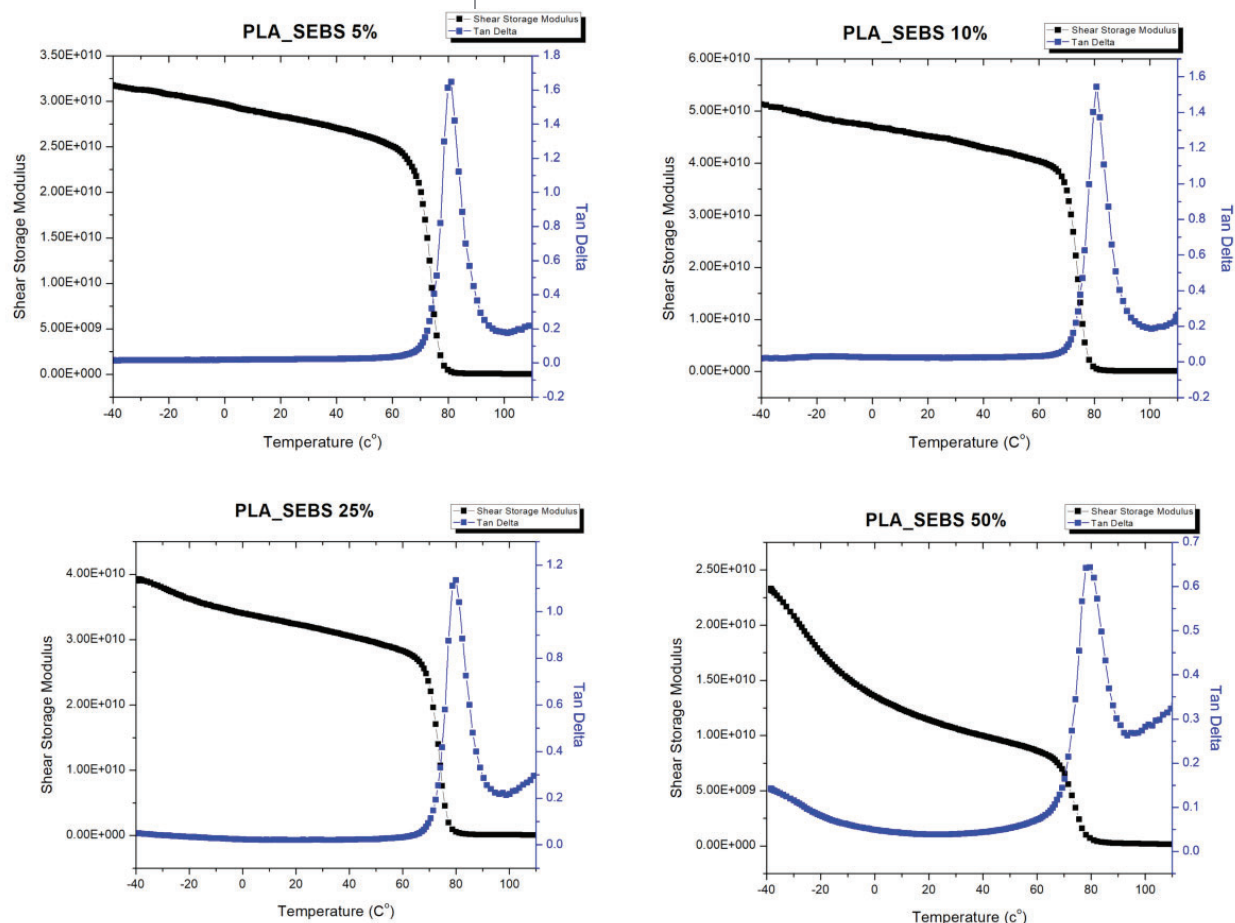 PLA_SEBS 5%
Shear Storage Modulus
Tan Delta
3.50E+010
3.00E+010
2.50E+010
2.00E+010
1.50E+010
1.00E+010
5.00E+009
0.00E+000
Shear Storage Modulus
1.8
1.6
1.4
1.2
1.0
0.8
0.6
0.4
0.2
0.0
-0.2
Tan Delta
-40 -20 0 20 40 60 80 100
Temperature (c°)
PLA_SEBS 10%
Shear Storage Modulus
Tan Delta
6.00E+010
5.00E+010
4.00E+010
3.00E+010
2.00E+010
1.00E+010
0.00E+000
Shear Storage Modulus
1.6
1.4
1.2
1.0
0.8
0.6
0.4
0.2
0.0
-0.2
Tan Delta
-40 -20 0 20 40 60 80 100
Temperature (C°)
PLA_SEBS 25%
Shear Storage Modulus
Tan Delta
4.00E+010
3.00E+010
2.00E+010
1.00E+010
0.00E+000
Shear Storage Modulus
1.2
1.0
0.8
0.6
0.4
0.2
0.0
Tan Delta
-40 -20 0 20 40 60 80 100
Temperature (C°)
PLA_SEBS 50%
Shear Storage Modulus
Tan Delta
2.50E+010
2.00E+010
1.50E+010
1.00E+010
5.00E+009
0.00E+000
Shear Storage Modulus
0.7
0.6
0.5
0.4
0.3
0.2
0.1
0.0
Tan Delta
-40 -20 0 20 40 60 80 100
Temperature (c°)